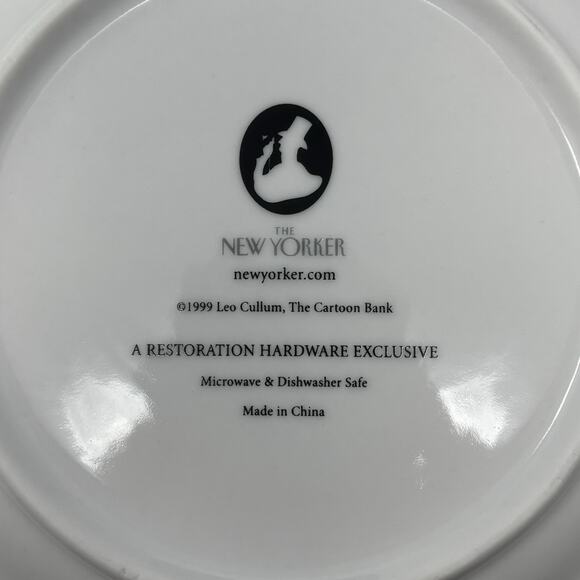 THE
NEW YORKER
newyorker.com
©1999 Leo Cullum, The Cartoon Bank
A RESTORATION HARDWARE EXCLUSIVE
Microwave & Dishwasher Safe
Made in China